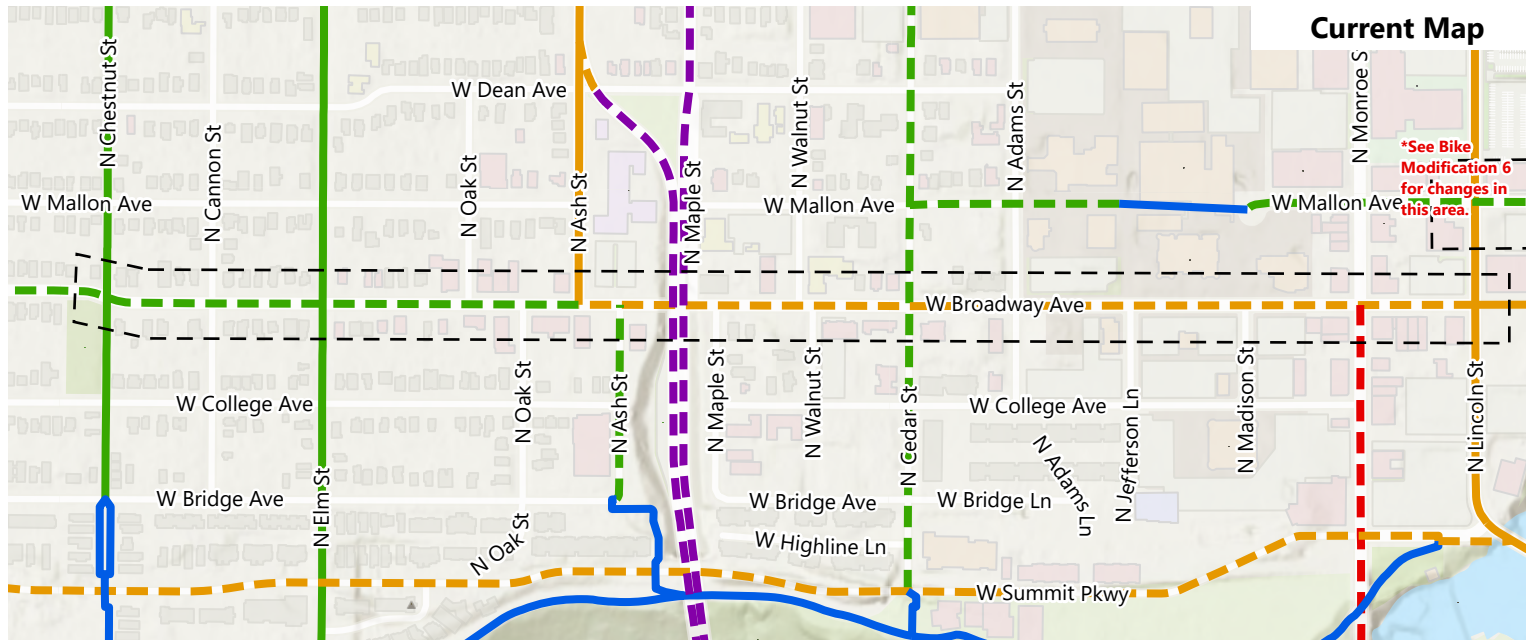 Current Map
N Chestnut St
W Dean Ave
N Walnut St
N Adams St
N Monroe S
N Cannon St
N Oak St
N Ash St
N Maple St
*See Bike
Modification 6
for changes in
this area.
W Mallon Ave
W Mallon Ave
W Mallon Ave
W Broadway Ave
W College Ave
N Oak St
N Ash St
N Maple St
N Walnut St
N Cedar St
W College Ave
N Jefferson Ln
N Madison St
N Lincoln St
N Elm St
W Bridge Ave
N Oak St
W Bridge Ave
W Bridge Ln
N Adams Ln
W Highline Ln
W Summit Pkwy